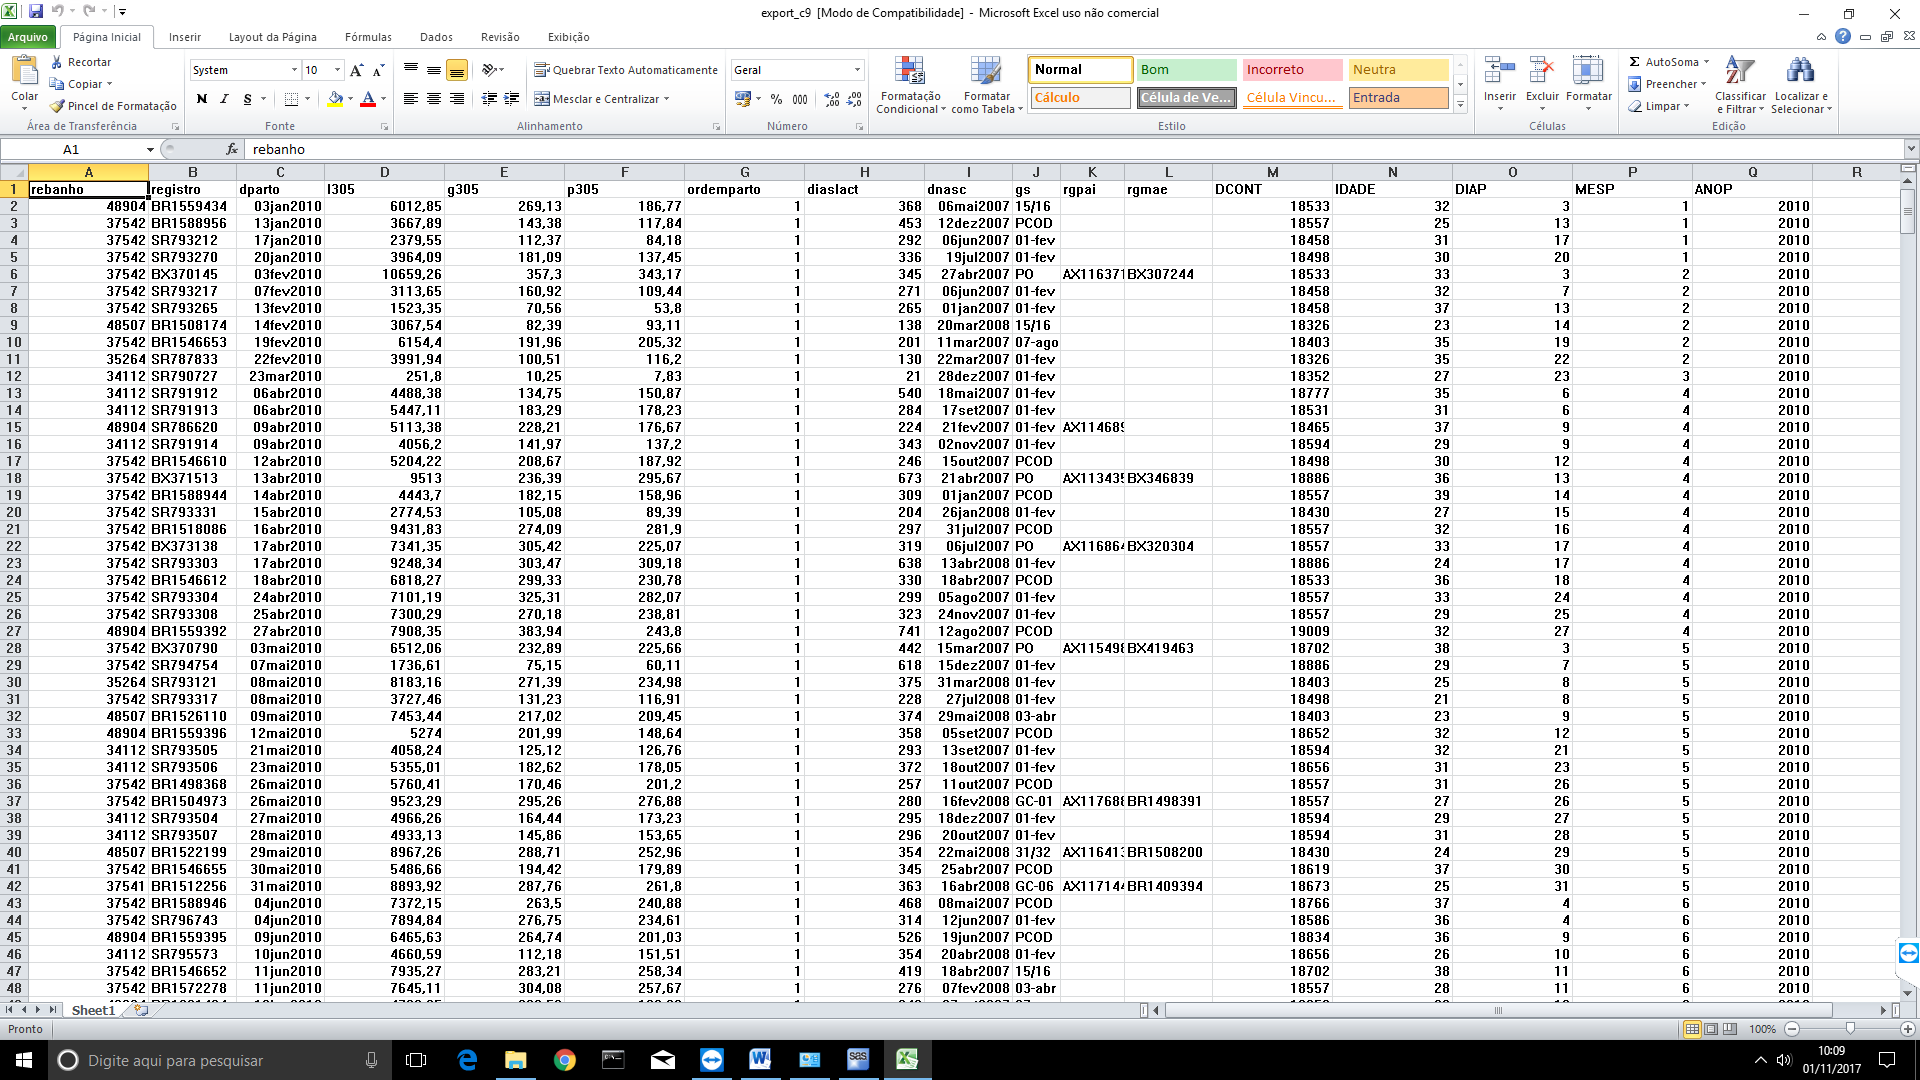 export_c9 [Modo de Compatibilidade] - Microsoft Excel uso não comercial
Arquivo Página Inicial Inserir Layout da Página Fórmulas Dados Revisão Exibição
Colar Recortar Copiar Pincel de Formatação
Área de Transferência
System 10
N I S
Fonte
Quebrar Texto Automaticamente
Mesclar e Centralizar
Alinhamento
Geral
% 000
Número
Formatação Condicional Formatar como Tabela
Normal Bom Incorreto Neutra
Cálculo Célula de Ve... Célula Vincu... Entrada
Estilo
Inserir Excluir Formatar
Células
AutoSoma Preencher Limpar
Classificar e Filtrar Localizar e Selecionar
Edição
A1 fx rebanho
A B C D E F G H I J K L M N O P Q R
1 rebanho registro dparto l305 g305 p305 ordemparto diaslact dnasc gs rgpai rgmae DCONT IDADE DIAP MESP ANOP
2 48904 BR1559434 03jan2010 6012,85 269,13 186,77 1 368 06mai2007 15/16 18533 32 3 1 2010
3 37542 BR1588956 13jan2010 3667,89 143,38 117,84 1 453 12dez2007 PCOD 18557 25 13 1 2010
4 37542 SR793212 17jan2010 2379,55 112,37 84,18 1 292 06jun2007 01-fev 18458 31 17 1 2010
5 37542 SR793270 20jan2010 3964,09 181,09 137,45 1 336 19jul2007 01-fev 18498 30 20 1 2010
6 37542 BX370145 03fev2010 10659,26 357,3 343,17 1 345 27abr2007 PO AX116371 BX307244 18533 33 3 2 2010
7 37542 SR793217 07fev2010 3113,65 160,92 109,44 1 271 06jun2007 01-fev 18458 32 7 2 2010
8 37542 SR793265 13fev2010 1523,35 70,56 53,8 1 265 01jan2007 01-fev 18458 37 13 2 2010
9 48507 BR1508174 14fev2010 3067,54 82,39 93,11 1 138 20mar2008 15/16 18326 23 14 2 2010
10 37542 BR1546653 19fev2010 6154,4 191,96 205,32 1 201 11mar2007 07-ago 18403 35 19 2 2010
11 35264 SR787833 22fev2010 3991,94 100,51 116,2 1 130 22mar2007 01-fev 18326 35 22 2 2010
12 34112 SR790727 23mar2010 251,8 10,25 7,83 1 21 28dez2007 01-fev 18352 27 23 3 2010
13 34112 SR791912 06abr2010 4488,38 134,75 150,87 1 540 18mai2007 01-fev 18777 35 6 4 2010
14 34112 SR791913 06abr2010 5447,11 183,29 178,23 1 284 17set2007 01-fev 18531 31 6 4 2010
15 48904 SR786620 09abr2010 5113,38 228,21 176,67 1 224 21fev2007 01-fev AX114689 18465 37 9 4 2010
16 34112 SR791914 09abr2010 4056,2 141,97 137,2 1 343 02nov2007 01-fev 18594 29 9 4 2010
17 37542 BR1546610 12abr2010 5204,22 208,67 187,92 1 246 15out2007 PCOD 18498 30 12 4 2010
18 37542 BX371513 13abr2010 9513 236,39 295,67 1 673 21abr2007 PO AX113435 BX346839 18886 36 13 4 2010
19 37542 BR1588944 14abr2010 4443,7 182,15 158,96 1 309 01jan2007 PCOD 18557 39 14 4 2010
20 37542 SR793331 15abr2010 2774,53 105,08 89,39 1 204 26jan2008 01-fev 18430 27 15 4 2010
21 37542 BR1518086 16abr2010 9431,83 274,09 281,9 1 297 31jul2007 PCOD 18557 32 16 4 2010
22 37542 BX373138 17abr2010 7341,35 305,42 225,07 1 319 06jul2007 PO AX116864 BX320304 18557 33 17 4 2010
23 37542 SR793303 17abr2010 9248,34 303,47 309,18 1 638 13abr2008 01-fev 18886 24 17 4 2010
24 37542 BR1546612 18abr2010 6818,27 299,33 230,78 1 330 18abr2007 PCOD 18533 36 18 4 2010
25 37542 SR793304 24abr2010 7101,19 325,31 282,07 1 299 05ago2007 01-fev 18557 33 24 4 2010
26 37542 SR793308 25abr2010 7300,29 270,18 238,81 1 323 24nov2007 01-fev 18557 29 25 4 2010
27 48904 BR1559392 27abr2010 7908,35 383,94 243,8 1 741 12ago2007 PCOD 19009 32 27 4 2010
28 37542 BX370790 03mai2010 6512,06 232,89 225,66 1 442 15mar2007 PO AX115498 BX419463 18702 38 3 5 2010
29 37542 SR794754 07mai2010 1736,61 75,15 60,11 1 618 15dez2007 01-fev 18886 29 7 5 2010
30 35264 SR793121 08mai2010 8183,16 271,39 234,98 1 375 31mar2008 01-fev 18403 25 8 5 2010
31 37542 SR793317 08mai2010 3727,46 131,23 116,91 1 228 27jul2008 01-fev 18498 21 8 5 2010
32 48507 BR1526110 09mai2010 7453,44 217,02 209,45 1 374 29mai2008 03-abr 18403 23 9 5 2010
33 48904 BR1559396 12mai2010 5274 201,99 148,64 1 358 05set2007 PCOD 18652 32 12 5 2010
34 34112 SR793505 21mai2010 4058,24 125,12 126,76 1 293 13set2007 01-fev 18594 32 21 5 2010
35 34112 SR793506 23mai2010 5355,01 182,62 178,05 1 372 18out2007 01-fev 18656 31 23 5 2010
36 37542 BR1498368 26mai2010 5760,41 170,46 201,2 1 257 11out2007 PCOD 18557 31 26 5 2010
37 37542 BR1504973 26mai2010 9523,29 295,26 276,88 1 280 16fev2008 GC-01 AX117688 BR1498391 18557 27 26 5 2010
38 34112 SR793504 27mai2010 4966,26 164,44 173,23 1 295 18dez2007 01-fev 18594 29 27 5 2010
39 34112 SR793507 28mai2010 4933,13 145,86 153,65 1 296 20out2007 01-fev 18594 31 28 5 2010
40 48507 BR1522199 29mai2010 8967,26 288,71 252,96 1 354 22mai2008 31/32 AX116413 BR1508200 18430 24 29 5 2010
41 37542 BR1546655 30mai2010 5486,66 194,42 179,89 1 345 25abr2007 PCOD 18619 37 30 5 2010
42 37541 BR1512256 31mai2010 8893,92 287,76 261,8 1 363 16abr2008 GC-06 AX117144 BR1409394 18673 25 31 5 2010
43 37542 BR1588946 04jun2010 7372,15 263,5 240,88 1 468 08mai2007 PCOD 18766 37 4 6 2010
44 37542 SR796743 04jun2010 7894,84 276,75 234,61 1 314 12jun2007 01-fev 18586 36 4 6 2010
45 48904 BR1559395 09jun2010 6465,63 264,74 201,03 1 526 19jun2007 PCOD 18834 36 9 6 2010
46 34112 SR795573 10jun2010 4660,59 112,18 151,51 1 354 20abr2008 01-fev 18656 26 10 6 2010
47 37542 BR1546652 11jun2010 7935,27 283,21 258,34 1 419 18abr2007 15/16 18702 38 11 6 2010
48 37542 BR1572278 11jun2010 7645,11 304,08 257,67 1 276 07fev2008 03-abr 18557 28 11 6 2010
Sheet1
Pronto 100%
Digite aqui para pesquisar
10:09
01/11/2017